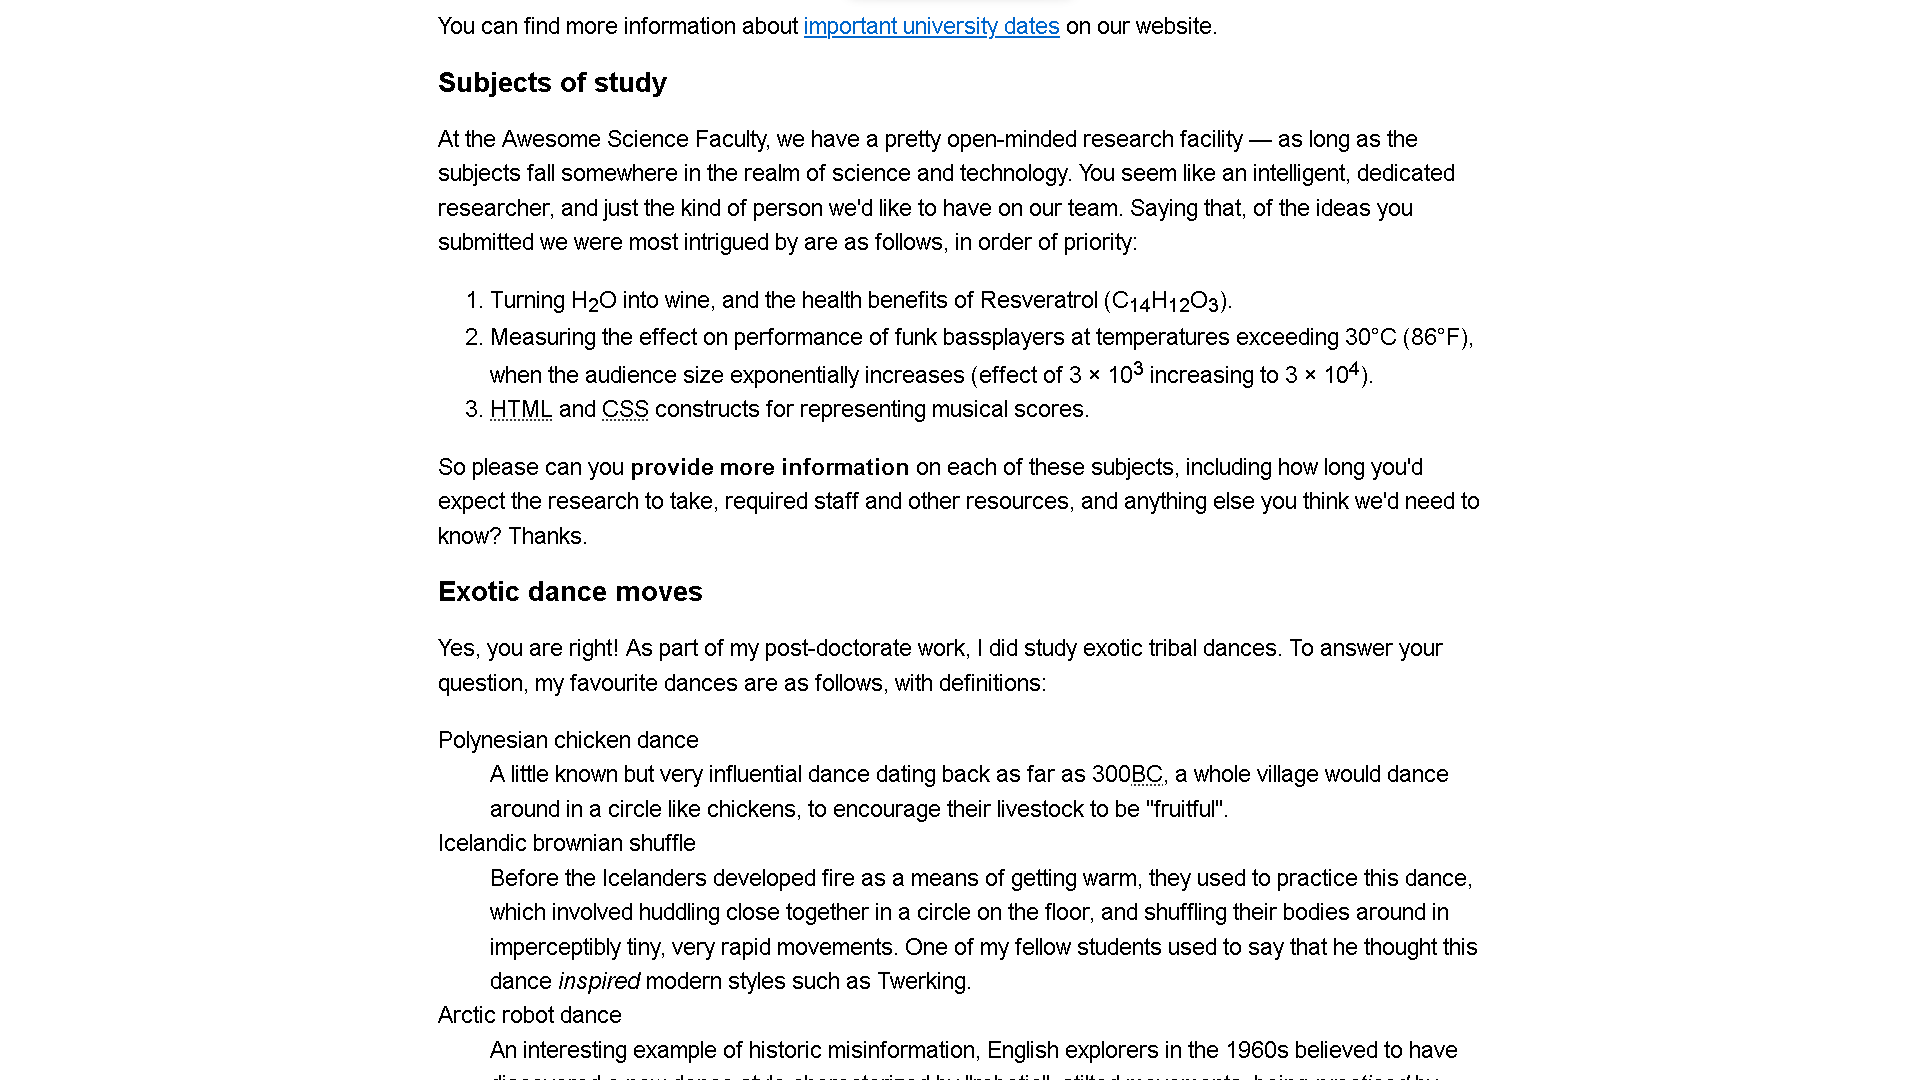 You can find more information about important university dates on our website.
Subjects of study
At the Awesome Science Faculty, we have a pretty open-minded research facility — as long as the
subjects fall somewhere in the realm of science and technology. You seem like an intelligent, dedicated
researcher, and just the kind of person we'd like to have on our team. Saying that, of the ideas you
submitted we were most intrigued by are as follows, in order of priority:
1. Turning H₂O into wine, and the health benefits of Resveratrol (C₁₄H₁₂O₃).
2. Measuring the effect on performance of funk bassplayers at temperatures exceeding 30°C (86°F),
when the audience size exponentially increases (effect of 3 × 10³ increasing to 3 × 10⁴).
3. HTML and CSS constructs for representing musical scores.
So please can you provide more information on each of these subjects, including how long you'd
expect the research to take, required staff and other resources, and anything else you think we'd need to
know? Thanks.
Exotic dance moves
Yes, you are right! As part of my post-doctorate work, I did study exotic tribal dances. To answer your
question, my favourite dances are as follows, with definitions:
Polynesian chicken dance
A little known but very influential dance dating back as far as 300BC, a whole village would dance
around in a circle like chickens, to encourage their livestock to be "fruitful".
Icelandic brownian shuffle
Before the Icelanders developed fire as a means of getting warm, they used to practice this dance,
which involved huddling close together in a circle on the floor, and shuffling their bodies around in
imperceptibly tiny, very rapid movements. One of my fellow students used to say that he thought this
dance inspired modern styles such as Twerking.
Arctic robot dance
An interesting example of historic misinformation, English explorers in the 1960s believed to have